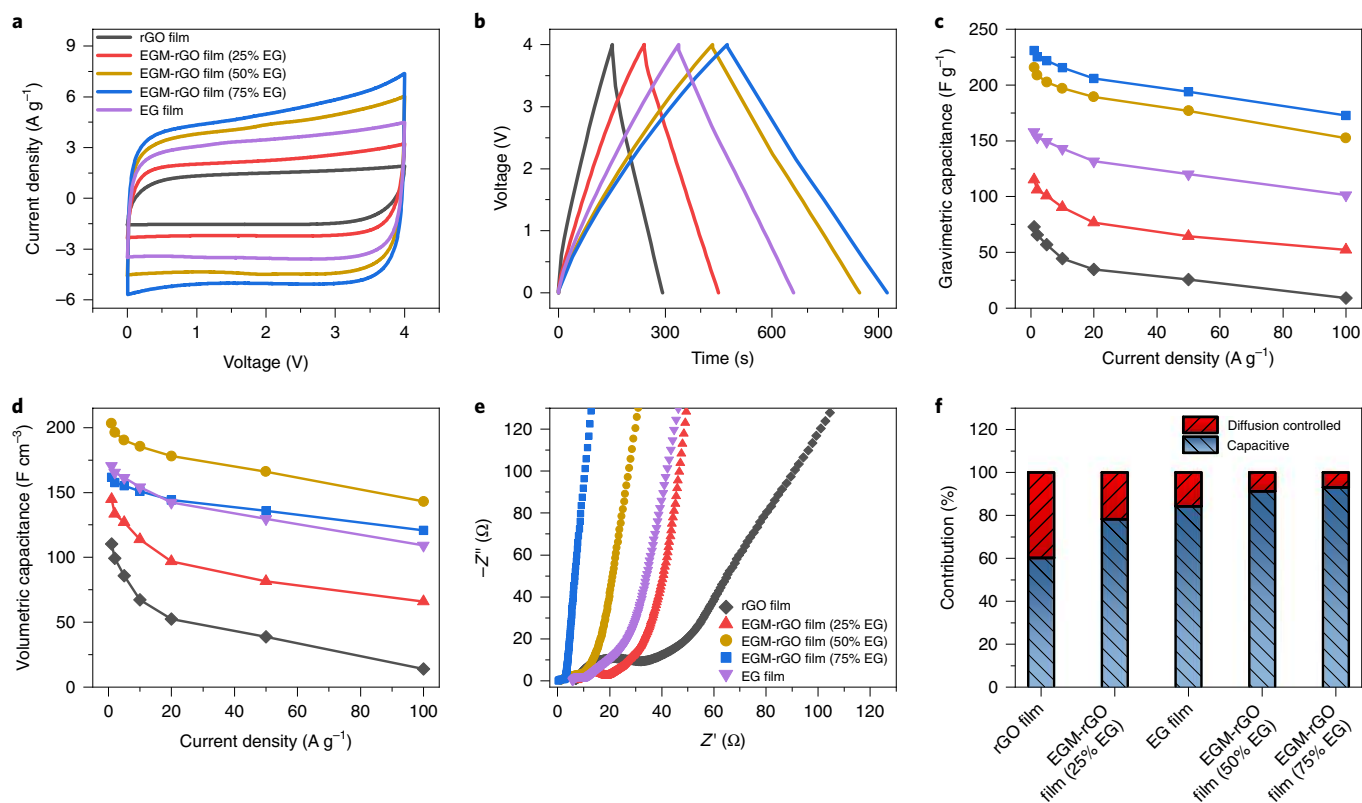 a
9
6
3
0
−3
−6
Current density (A g⁻¹)
0
1
2
3
4
Voltage (V)
rGO film
EGM-rGO film (25% EG)
EGM-rGO film (50% EG)
EGM-rGO film (75% EG)
EG film
b
4
3
2
1
0
Voltage (V)
0
300
600
900
Time (s)
c
250
200
150
100
50
0
Gravimetric capacitance (F g⁻¹)
0
20
40
60
80
100
Current density (A g⁻¹)
d
200
150
100
50
0
Volumetric capacitance (F cm⁻³)
0
20
40
60
80
100
Current density (A g⁻¹)
e
120
100
80
60
40
20
0
−Z″ (Ω)
0
20
40
60
80
100
120
Z′ (Ω)
rGO film
EGM-rGO film (25% EG)
EGM-rGO film (50% EG)
EGM-rGO film (75% EG)
EG film
f
120
100
80
60
40
20
0
Contribution (%)
Diffusion controlled
Capacitive
rGO film
EGM-rGO
film (25% EG)
EG film
EGM-rGO
film (50% EG)
EGM-rGO
film (75% EG)